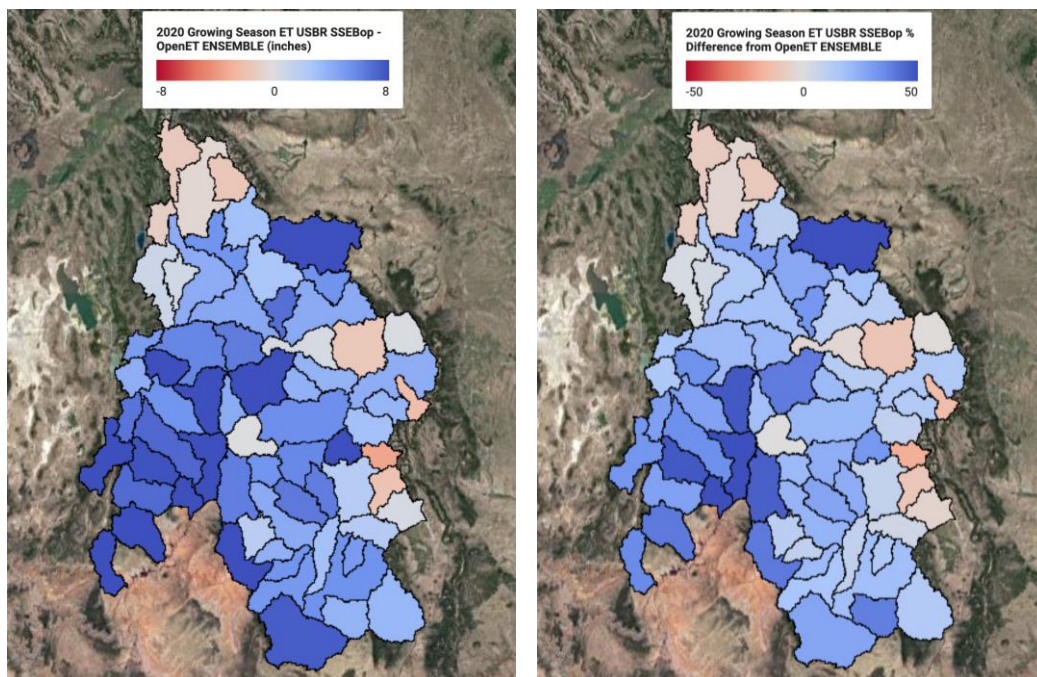 2020 Growing Season ET USBR SSEBop -
OpenET ENSEMBLE (inches)
-8 0 8
2020 Growing Season ET USBR SSEBop %
Difference from OpenET ENSEMBLE
-50 0 50